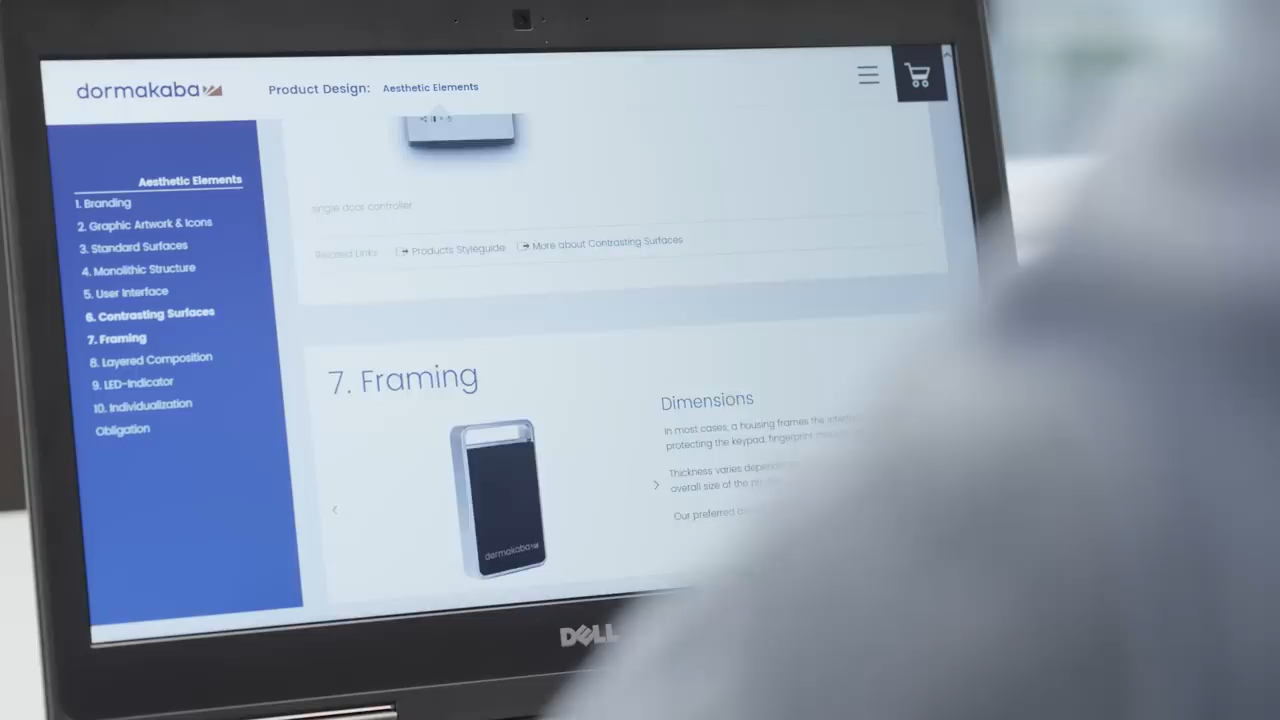 dormakaba
Product Design: Aesthetic Elements
Aesthetic Elements
1. Branding
2. Graphic Artwork & Icons
3. Standard Surfaces
4. Monolithic Structure
5. User Interface
6. Contrasting Surfaces
7. Framing
8. Layered Composition
9. LED-Indicator
10. Individualization
Obligation
single door controller
Related Links Products Styleguide More about Contrasting Surfaces
7. Framing
dormakaba
Dimensions
In most cases, a housing frames the
protecting the keypad, fingerprint
Thickness varies
overall size of the
Our preferred
DELL